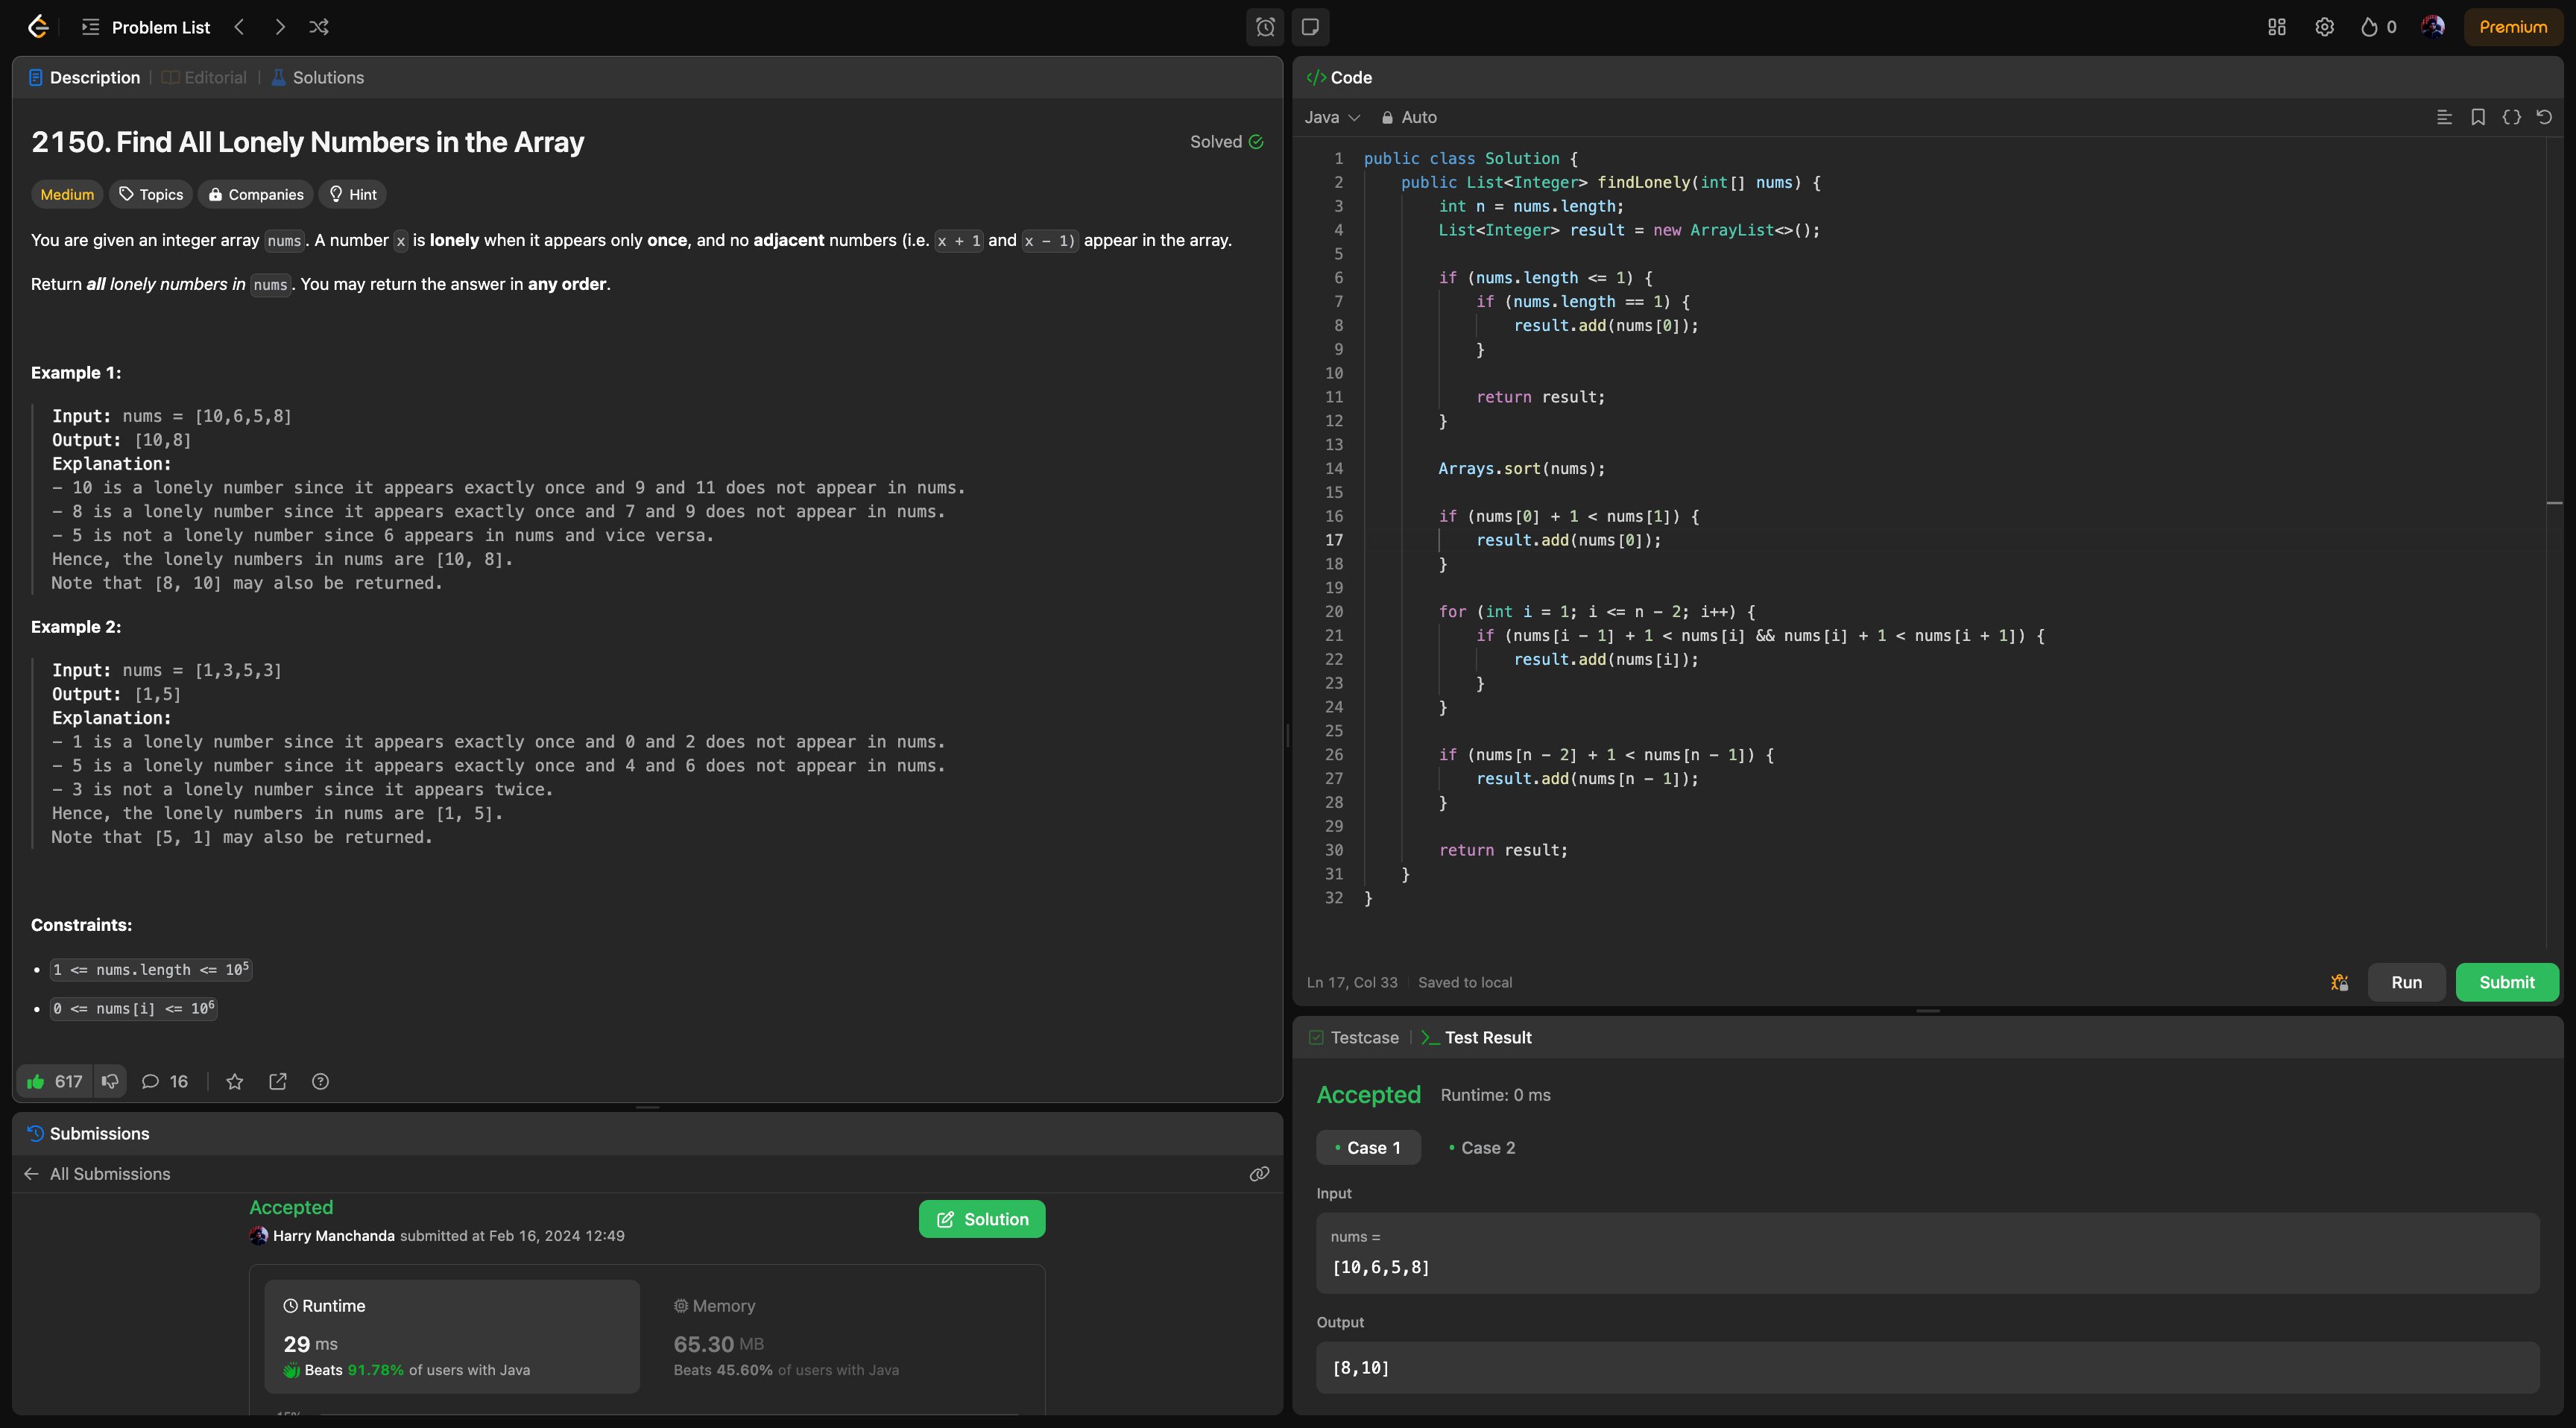 Problem List
0
Premium
Description | Editorial | Solutions
2150. Find All Lonely Numbers in the Array
Solved
Medium
Topics
Companies
Hint
You are given an integer array nums. A number x is lonely when it appears only once, and no adjacent numbers (i.e. x + 1 and x - 1) appear in the array.
Return all lonely numbers in nums. You may return the answer in any order.
Example 1:
Input: nums = [10,6,5,8]
Output: [10,8]
Explanation:
- 10 is a lonely number since it appears exactly once and 9 and 11 does not appear in nums.
- 8 is a lonely number since it appears exactly once and 7 and 9 does not appear in nums.
- 5 is not a lonely number since 6 appears in nums and vice versa.
Hence, the lonely numbers in nums are [10, 8].
Note that [8, 10] may also be returned.
Example 2:
Input: nums = [1,3,5,3]
Output: [1,5]
Explanation:
- 1 is a lonely number since it appears exactly once and 0 and 2 does not appear in nums.
- 5 is a lonely number since it appears exactly once and 4 and 6 does not appear in nums.
- 3 is not a lonely number since it appears twice.
Hence, the lonely numbers in nums are [1, 5].
Note that [5, 1] may also be returned.
Constraints:
• 1 <= nums.length <= 10⁵
• 0 <= nums[i] <= 10⁶
617
16
Submissions
All Submissions
Accepted
Harry Manchanda submitted at Feb 16, 2024 12:49
Solution
Runtime
29 ms
Beats 91.78% of users with Java
Memory
65.30 MB
Beats 45.60% of users with Java
15%
</> Code
Java
Auto
1 public class Solution {
2     public List<Integer> findLonely(int[] nums) {
3         int n = nums.length;
4         List<Integer> result = new ArrayList<>();
5
6         if (nums.length <= 1) {
7             if (nums.length == 1) {
8                 result.add(nums[0]);
9             }
10
11             return result;
12         }
13
14         Arrays.sort(nums);
15
16         if (nums[0] + 1 < nums[1]) {
17             result.add(nums[0]);
18         }
19
20         for (int i = 1; i <= n - 2; i++) {
21             if (nums[i - 1] + 1 < nums[i] && nums[i] + 1 < nums[i + 1]) {
22                 result.add(nums[i]);
23             }
24         }
25
26         if (nums[n - 2] + 1 < nums[n - 1]) {
27             result.add(nums[n - 1]);
28         }
29
30         return result;
31     }
32 }
Ln 17, Col 33 | Saved to local
Run
Submit
Testcase | >_ Test Result
Accepted
Runtime: 0 ms
• Case 1
• Case 2
Input
nums =
[10,6,5,8]
Output
[8,10]